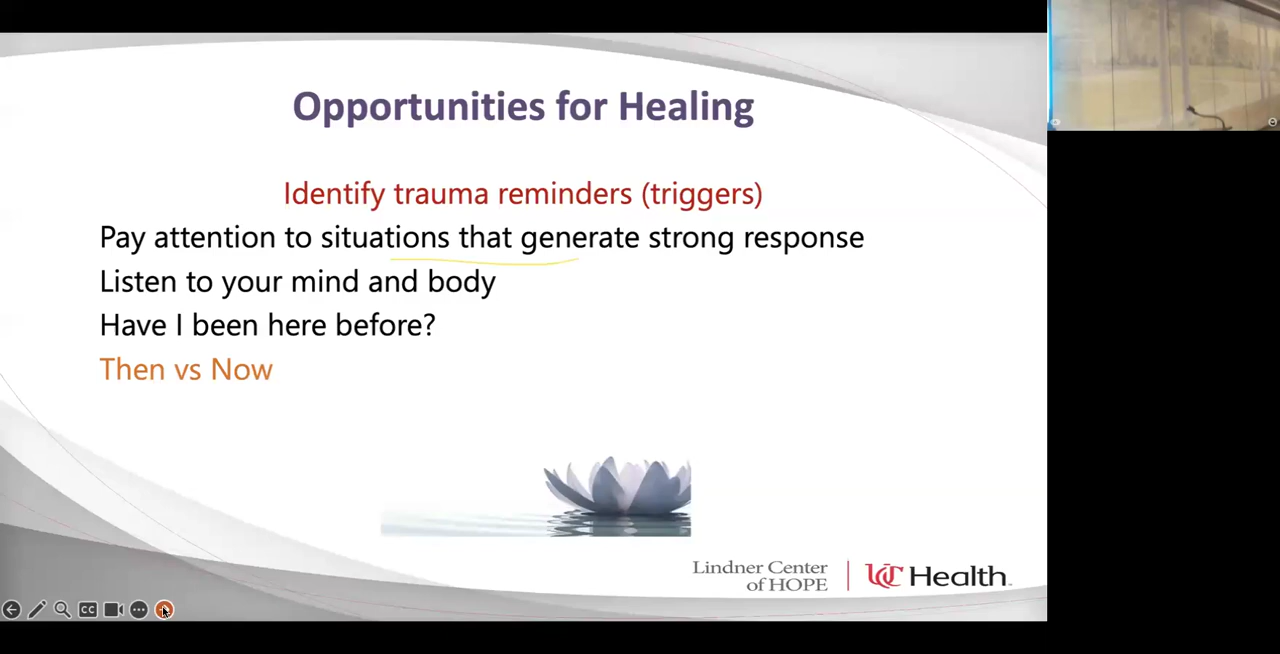 Opportunities for Healing
Identify trauma reminders (triggers)
Pay attention to situations that generate strong response
Listen to your mind and body
Have I been here before?
Then vs Now
Lindner Center
of HOPE
UC Health
CC